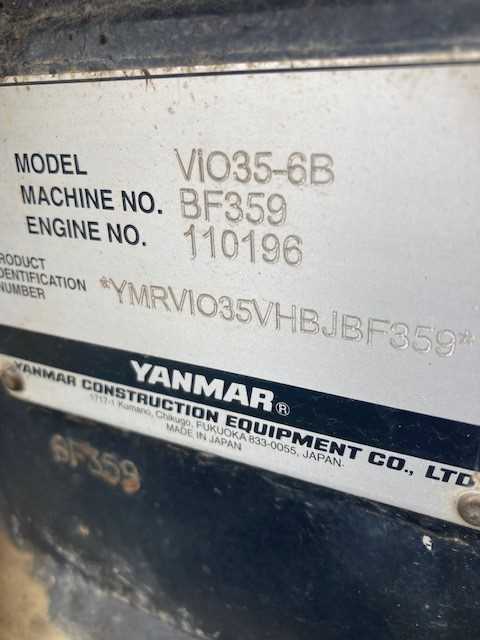 MODEL ViO35-6B
MACHINE NO. BF359
ENGINE NO. 110196
PRODUCT
IDENTIFICATION
NUMBER *YMRVIO35VHBJBF359*
YANMAR®
YANMAR CONSTRUCTION EQUIPMENT CO., LTD
1717-1 Kumano, Chikugo, FUKUOKA 833-0055, JAPAN.
MADE IN JAPAN
BF359